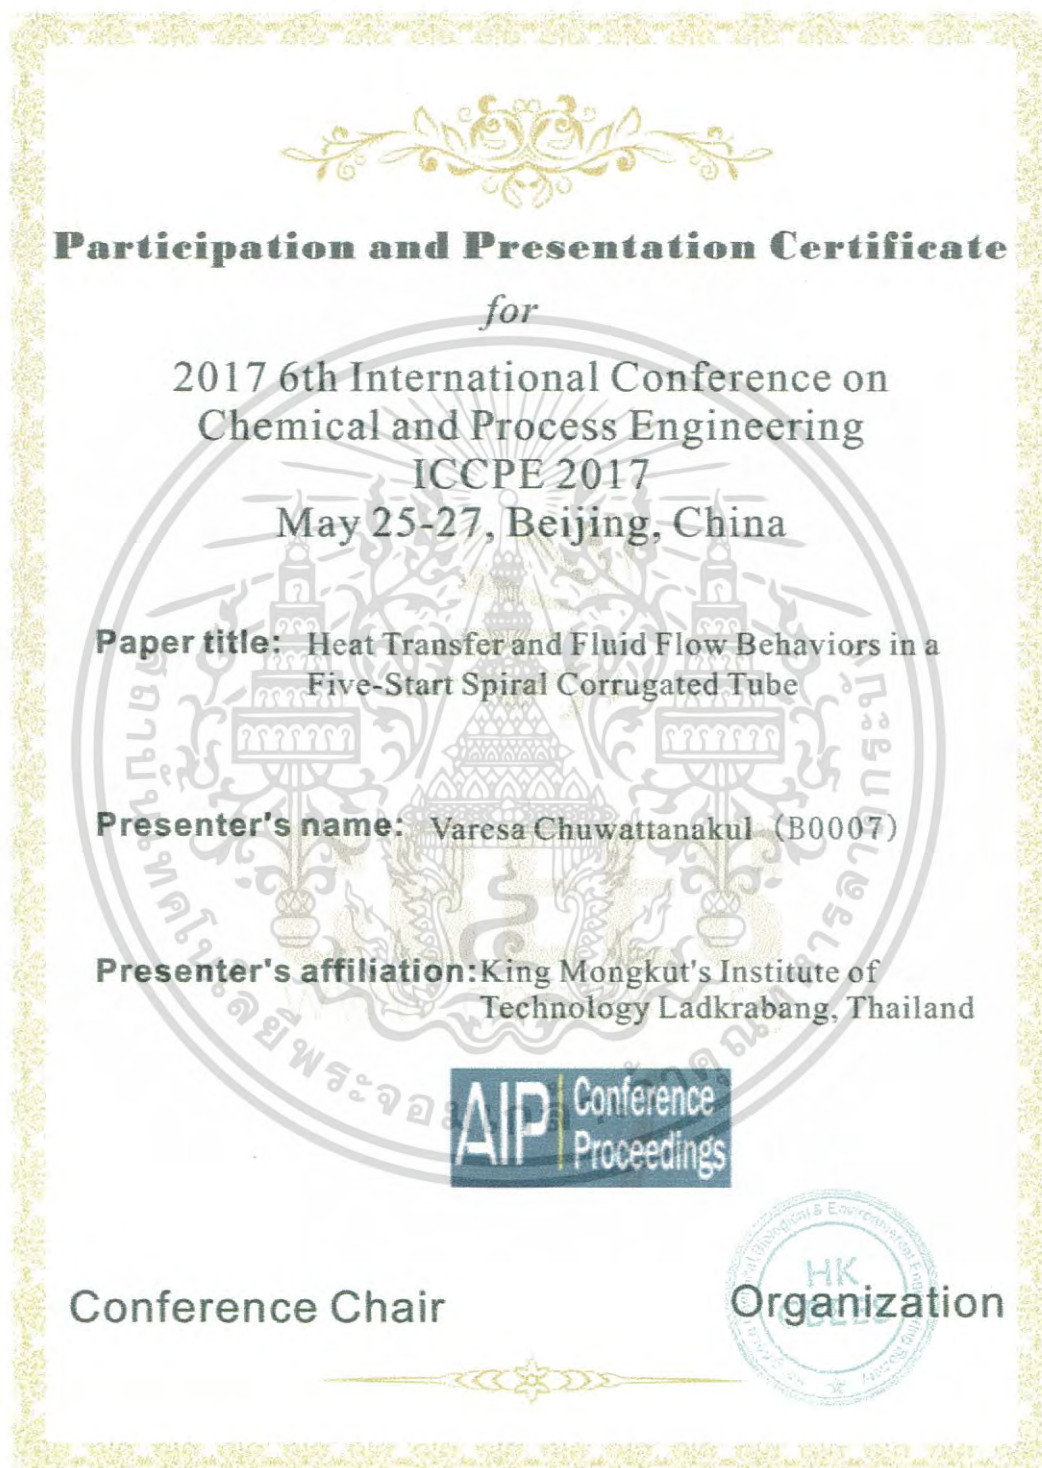 Participation and Presentation Certificate
for
2017 6th International Conference on
Chemical and Process Engineering
ICCPE 2017
May 25-27, Beijing, China
Paper title: Heat Transfer and Fluid Flow Behaviors in a
Five-Start Spiral Corrugated Tube
Presenter's name: Varesa Chuwattanakul (B0007)
Presenter's affiliation: King Mongkut's Institute of
Technology Ladkrabang, Thailand
AIP Conference
Proceedings
Conference Chair
Organization
HK
CBEES